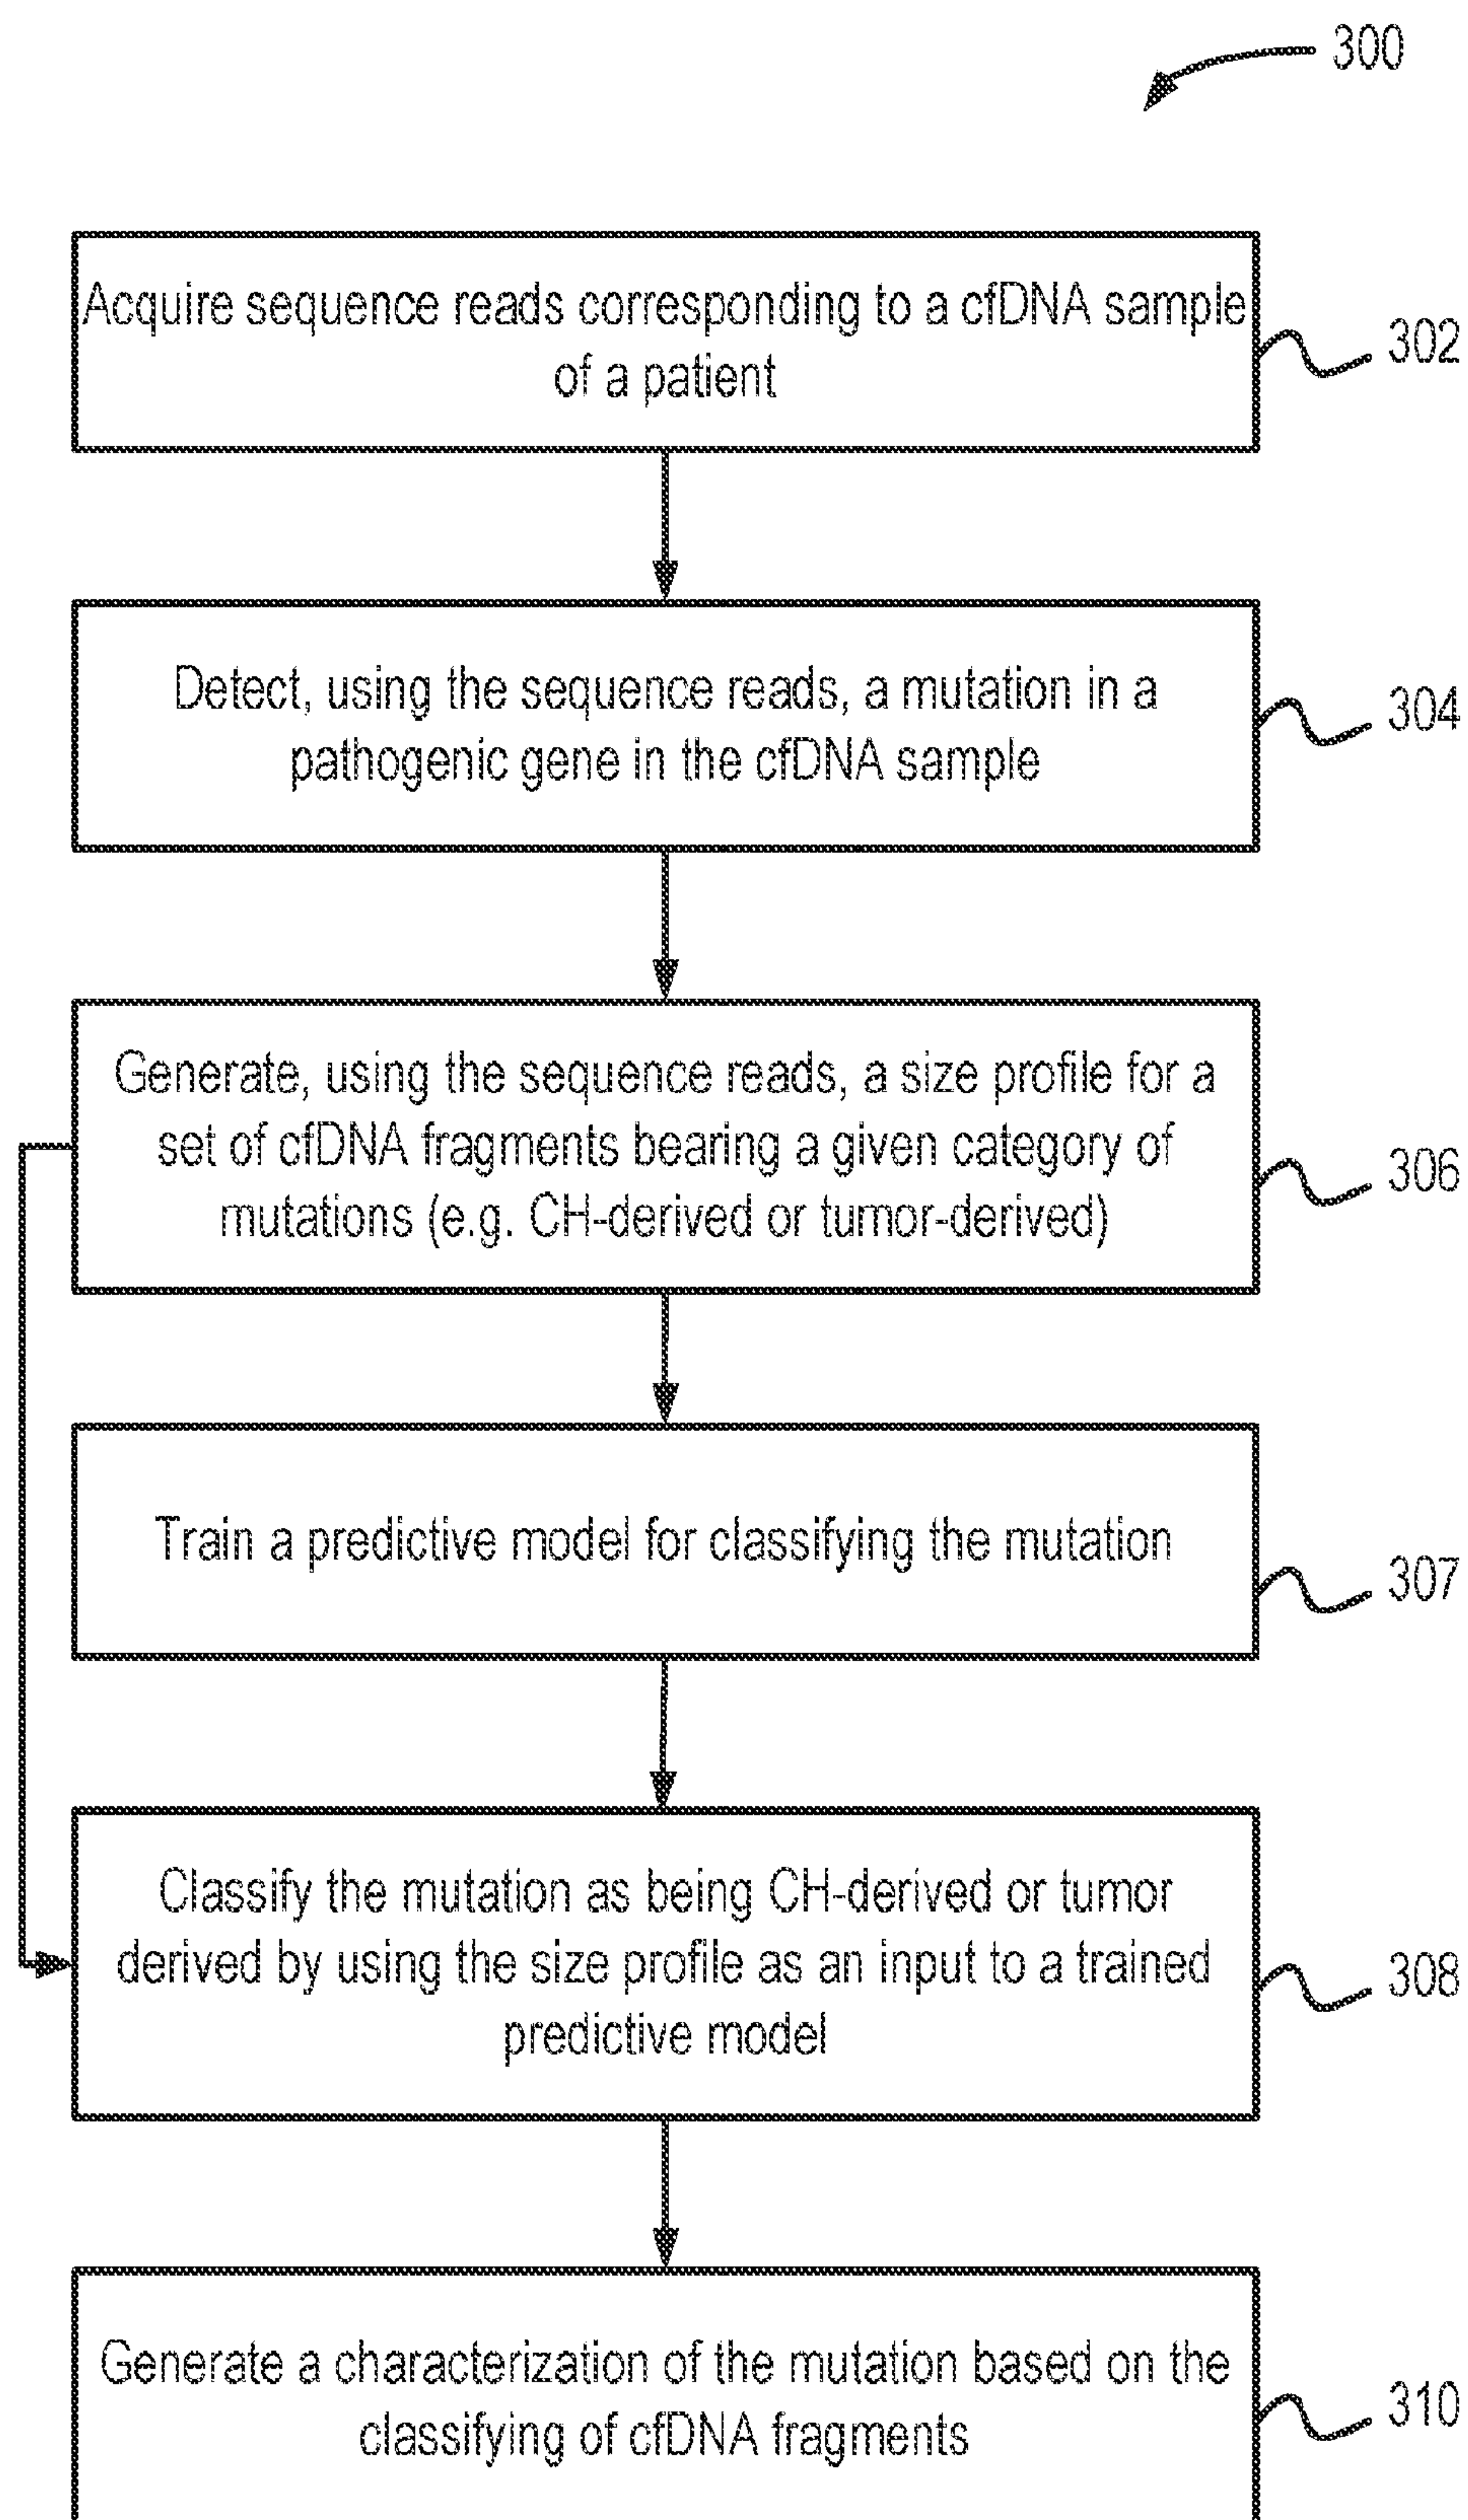 300
Acquire sequence reads corresponding to a cfDNA sample
of a patient
302
Detect, using the sequence reads, a mutation in a
pathogenic gene in the cfDNA sample
304
Generate, using the sequence reads, a size profile for a
set of cfDNA fragments bearing a given category of
mutations (e.g. CH-derived or tumor-derived)
306
Train a predictive model for classifying the mutation
307
Classify the mutation as being CH-derived or tumor
derived by using the size profile as an input to a trained
predictive model
308
Generate a characterization of the mutation based on the
classifying of cfDNA fragments
310